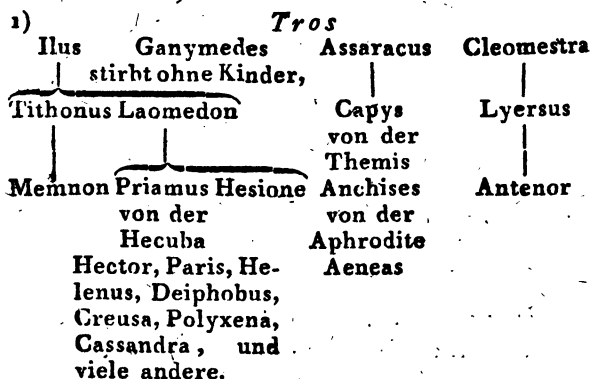 1) Tros
Ilus Ganymedes Assaracus Cleomestra
stirbt ohne Kinder,
Tithonus Laomedon Capys Lyersus
von der
Themis
Memnon Priamus Hesione Anchises Antenor
von der von der
Hecuba Aphrodite
Hector, Paris, He- Aeneas
lenus, Deiphobus,
Creusa, Polyxena,
Cassandra, und
viele andere.